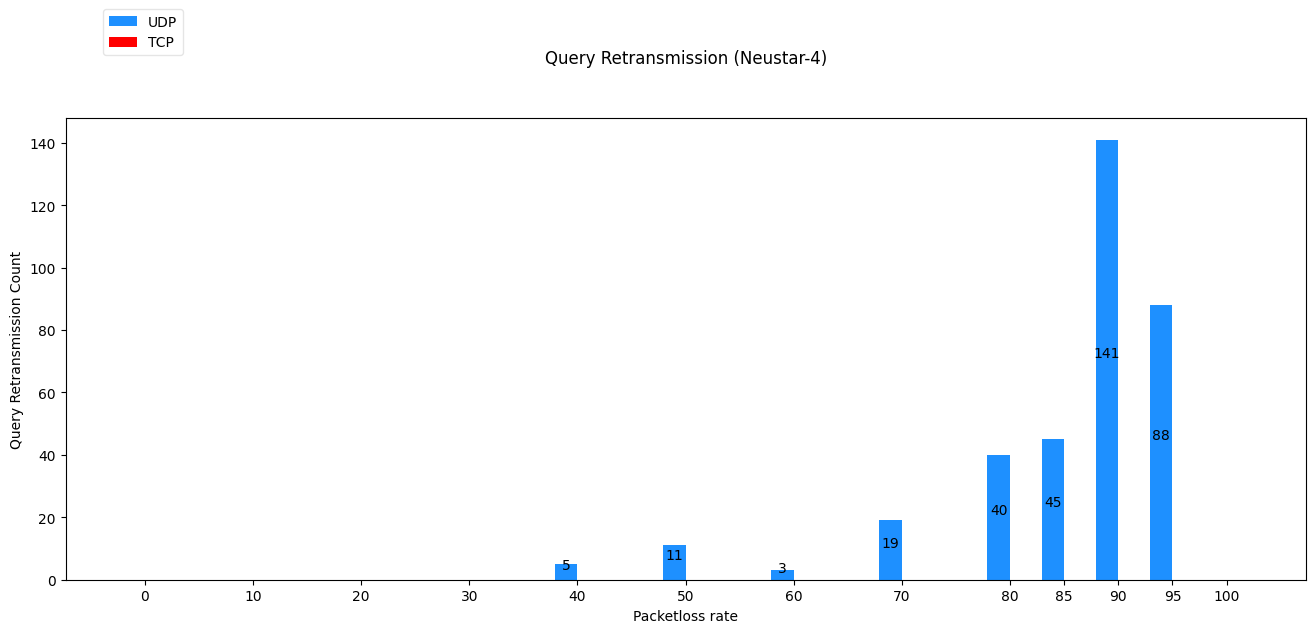 UDP
TCP
Query Retransmission (Neustar-4)
Query Retransmission Count
140
120
100
80
60
40
20
0
5
11
3
19
40
45
141
88
0 10 20 30 40 50 60 70 80 85 90 95 100
Packetloss rate